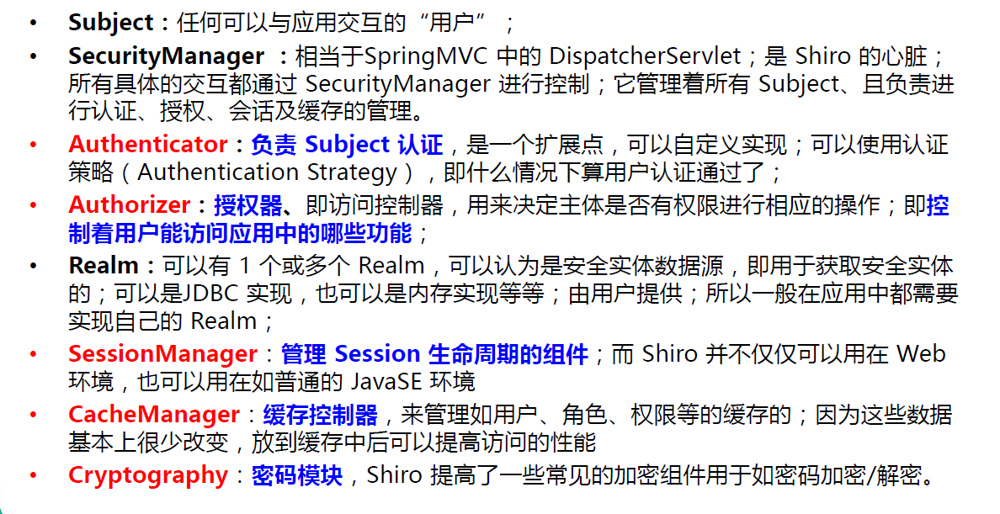 • Subject：任何可以与应用交互的“用户”；
• SecurityManager ：相当于SpringMVC 中的 DispatcherServlet；是 Shiro 的心脏；
所有具体的交互都通过 SecurityManager 进行控制；它管理着所有 Subject、且负责进
行认证、授权、会话及缓存的管理。
• Authenticator：负责 Subject 认证，是一个扩展点，可以自定义实现；可以使用认证
策略（Authentication Strategy），即什么情况下算用户认证通过了；
• Authorizer：授权器、即访问控制器，用来决定主体是否有权限进行相应的操作；即控
制着用户能访问应用中的哪些功能；
• Realm：可以有 1 个或多个 Realm，可以认为是安全实体数据源，即用于获取安全实体
的；可以是JDBC 实现，也可以是内存实现等等；由用户提供；所以一般在应用中都需要
实现自己的 Realm；
• SessionManager：管理 Session 生命周期的组件；而 Shiro 并不仅仅可以用在 Web
环境，也可以用在如普通的 JavaSE 环境
• CacheManager：缓存控制器，来管理如用户、角色、权限等的缓存的；因为这些数据
基本上很少改变，放到缓存中后可以提高访问的性能
• Cryptography：密码模块，Shiro 提高了一些常见的加密组件用于如密码加密/解密。